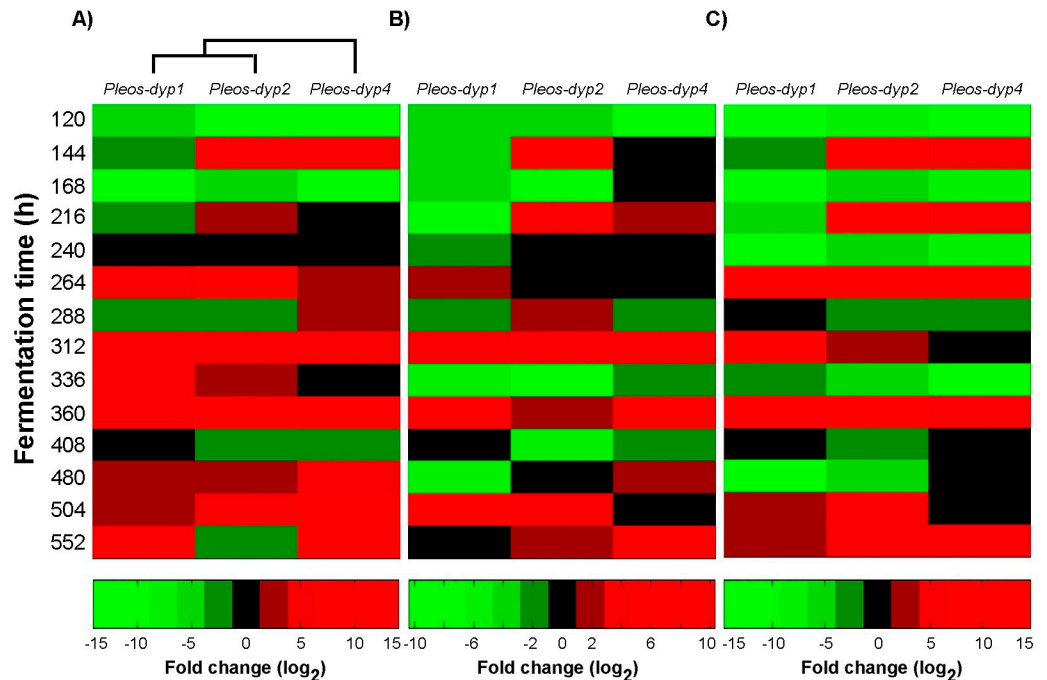 A) B) C)
Pleos-dyp1 Pleos-dyp2 Pleos-dyp4 Pleos-dyp1 Pleos-dyp2 Pleos-dyp4 Pleos-dyp1 Pleos-dyp2 Pleos-dyp4
Fermentation time (h)
120
144
168
216
240
264
288
312
336
360
408
480
504
552
-15 -10 -5 0 5 10 15 -10 -6 -2 0 2 6 10 -15 -10 -5 0 5 10 15
Fold change (log2) Fold change (log2) Fold change (log2)